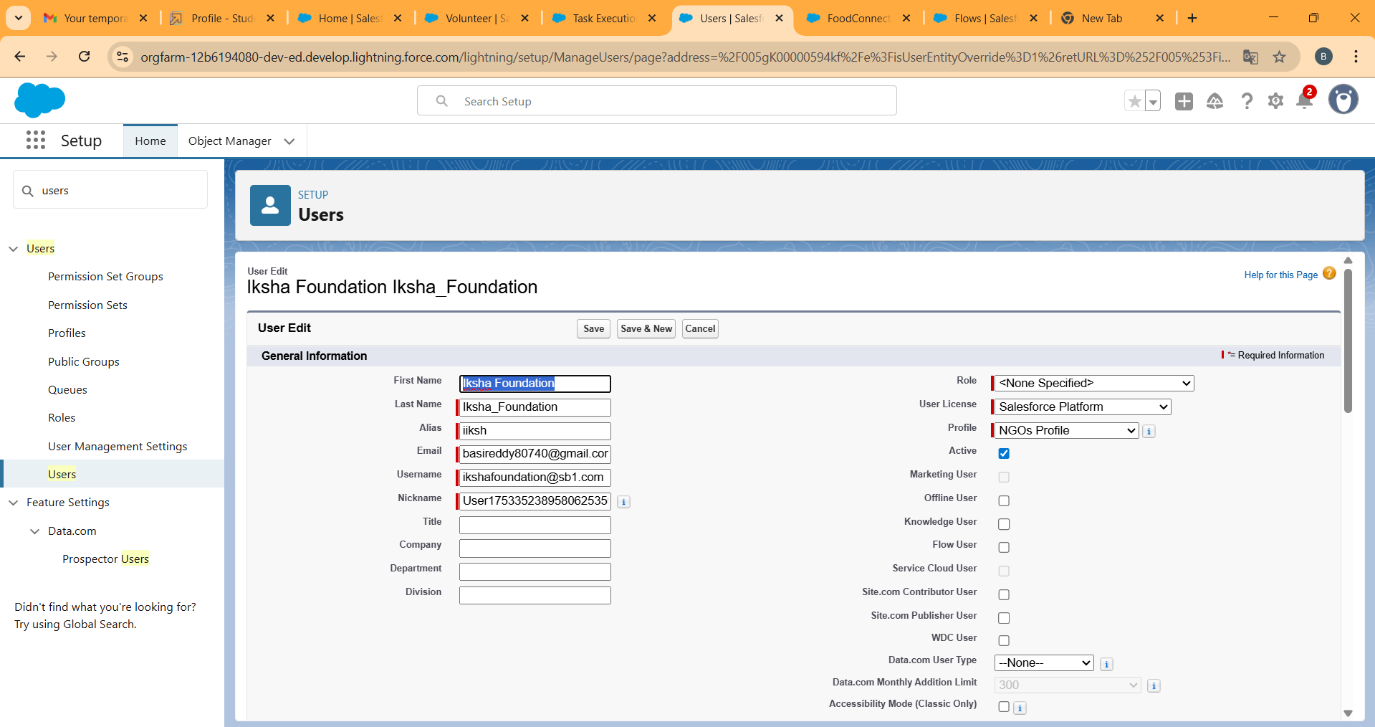 Your tempora
Profile - Stud
Home | Sales
Volunteer | Sa
Task Executio
Users | Salesf
FoodConnect
Flows | Salesf
New Tab
orgfarm-12b6194080-dev-ed.develop.lightning.force.com/lightning/setup/ManageUsers/page?address=%2F005gK00000594kf%2Fe%3FisUserEntityOverride%3D1%26retURL%3D%252F005%253Fi...
B
Search Setup
2
Setup
Home
Object Manager
users
Users
Permission Set Groups
Permission Sets
Profiles
Public Groups
Queues
Roles
User Management Settings
Users
Feature Settings
Data.com
Prospector Users
Didn't find what you're looking for?
Try using Global Search.
SETUP
Users
User Edit
Iksha Foundation Iksha_Foundation
Help for this Page
User Edit
Save
Save & New
Cancel
General Information
= Required Information
First Name
Iksha Foundation
Last Name
Iksha_Foundation
Alias
iiksh
Email
basireddy80740@gmail.cor
Username
ikshafoundation@sb1.com
Nickname
User175335238958062535
Title
Company
Department
Division
Role
<None Specified>
User License
Salesforce Platform
Profile
NGOs Profile
Active
Marketing User
Offline User
Knowledge User
Flow User
Service Cloud User
Site.com Contributor User
Site.com Publisher User
WDC User
Data.com User Type
--None--
Data.com Monthly Addition Limit
300
Accessibility Mode (Classic Only)